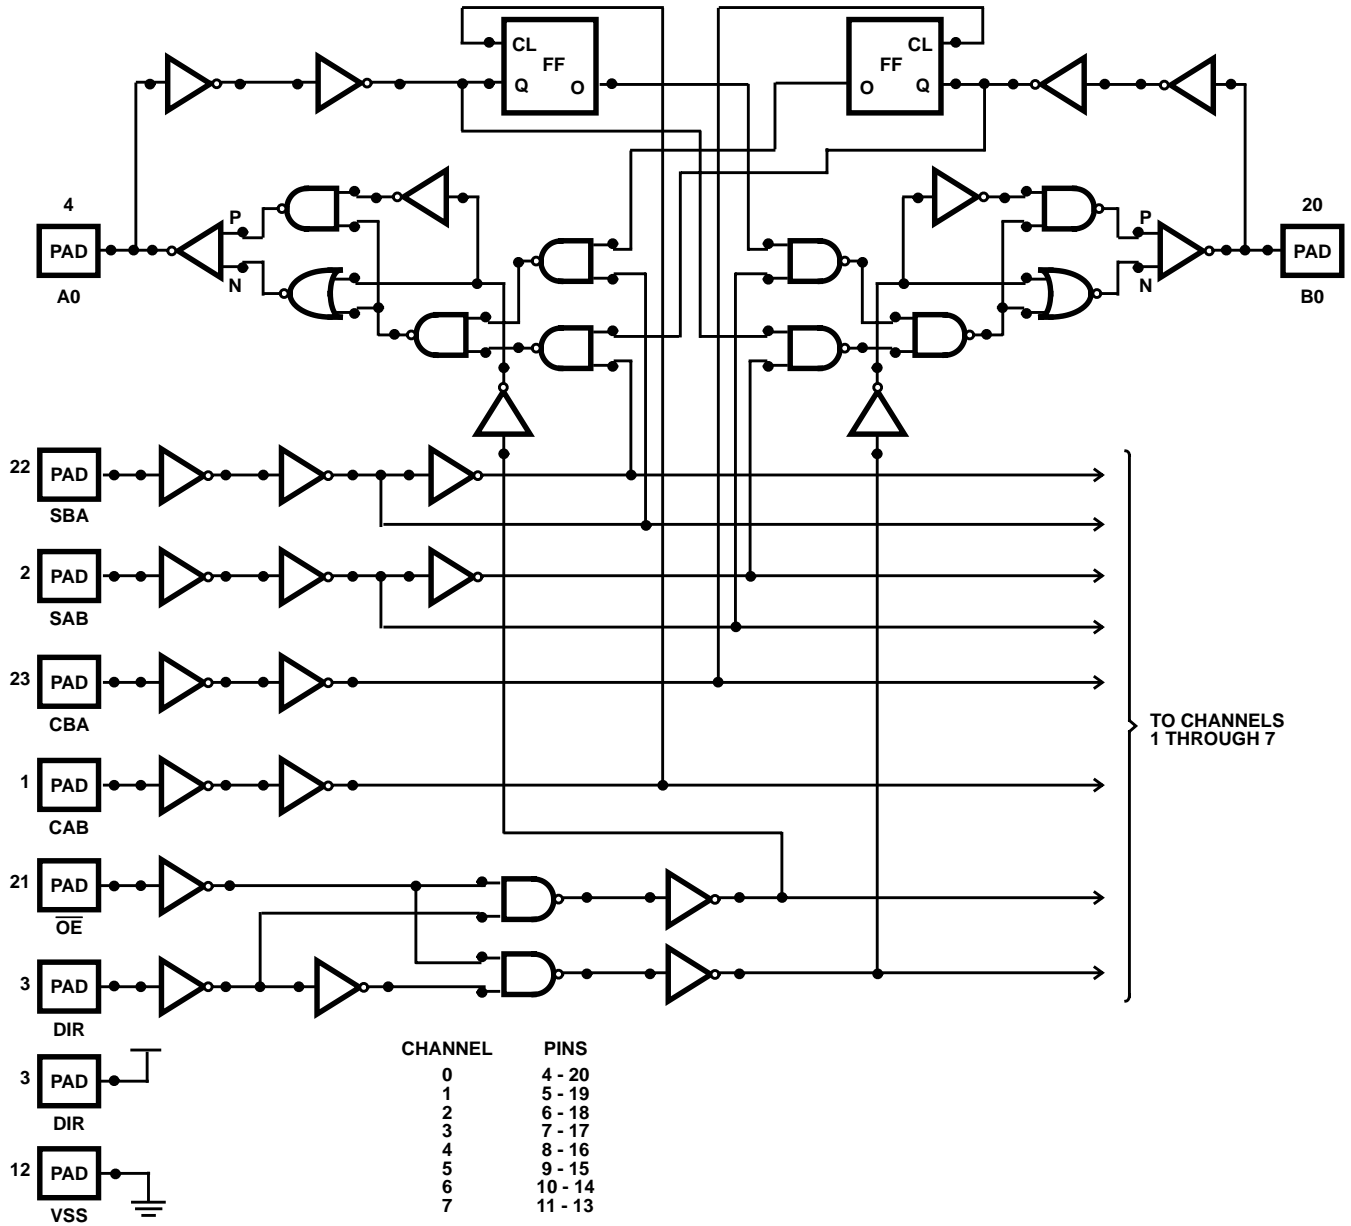 CL
FF
Q
O
CL
FF
O
Q
4
PAD
A0
P
N
P
N
20
PAD
B0
22
PAD
SBA
2
PAD
SAB
23
PAD
CBA
1
PAD
CAB
21
PAD
OE
3
PAD
DIR
3
PAD
DIR
12
PAD
VSS
TO CHANNELS
1 THROUGH 7
CHANNEL PINS
0 4 - 20
1 5 - 19
2 6 - 18
3 7 - 17
4 8 - 16
5 9 - 15
6 10 - 14
7 11 - 13